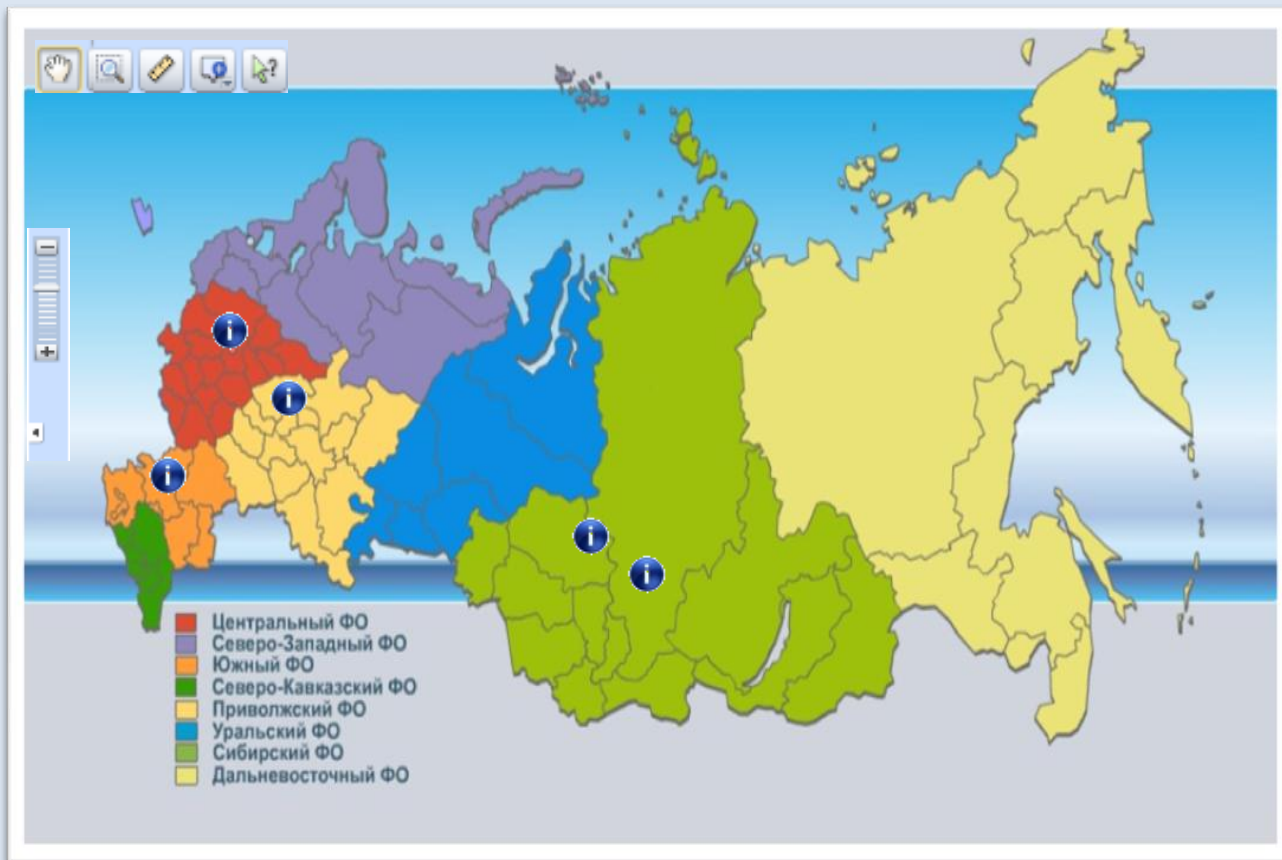 ?
i
i
i
i
i
Центральный ФО
Северо-Западный ФО
Южный ФО
Северо-Кавказский ФО
Приволжский ФО
Уральский ФО
Сибирский ФО
Дальневосточный ФО